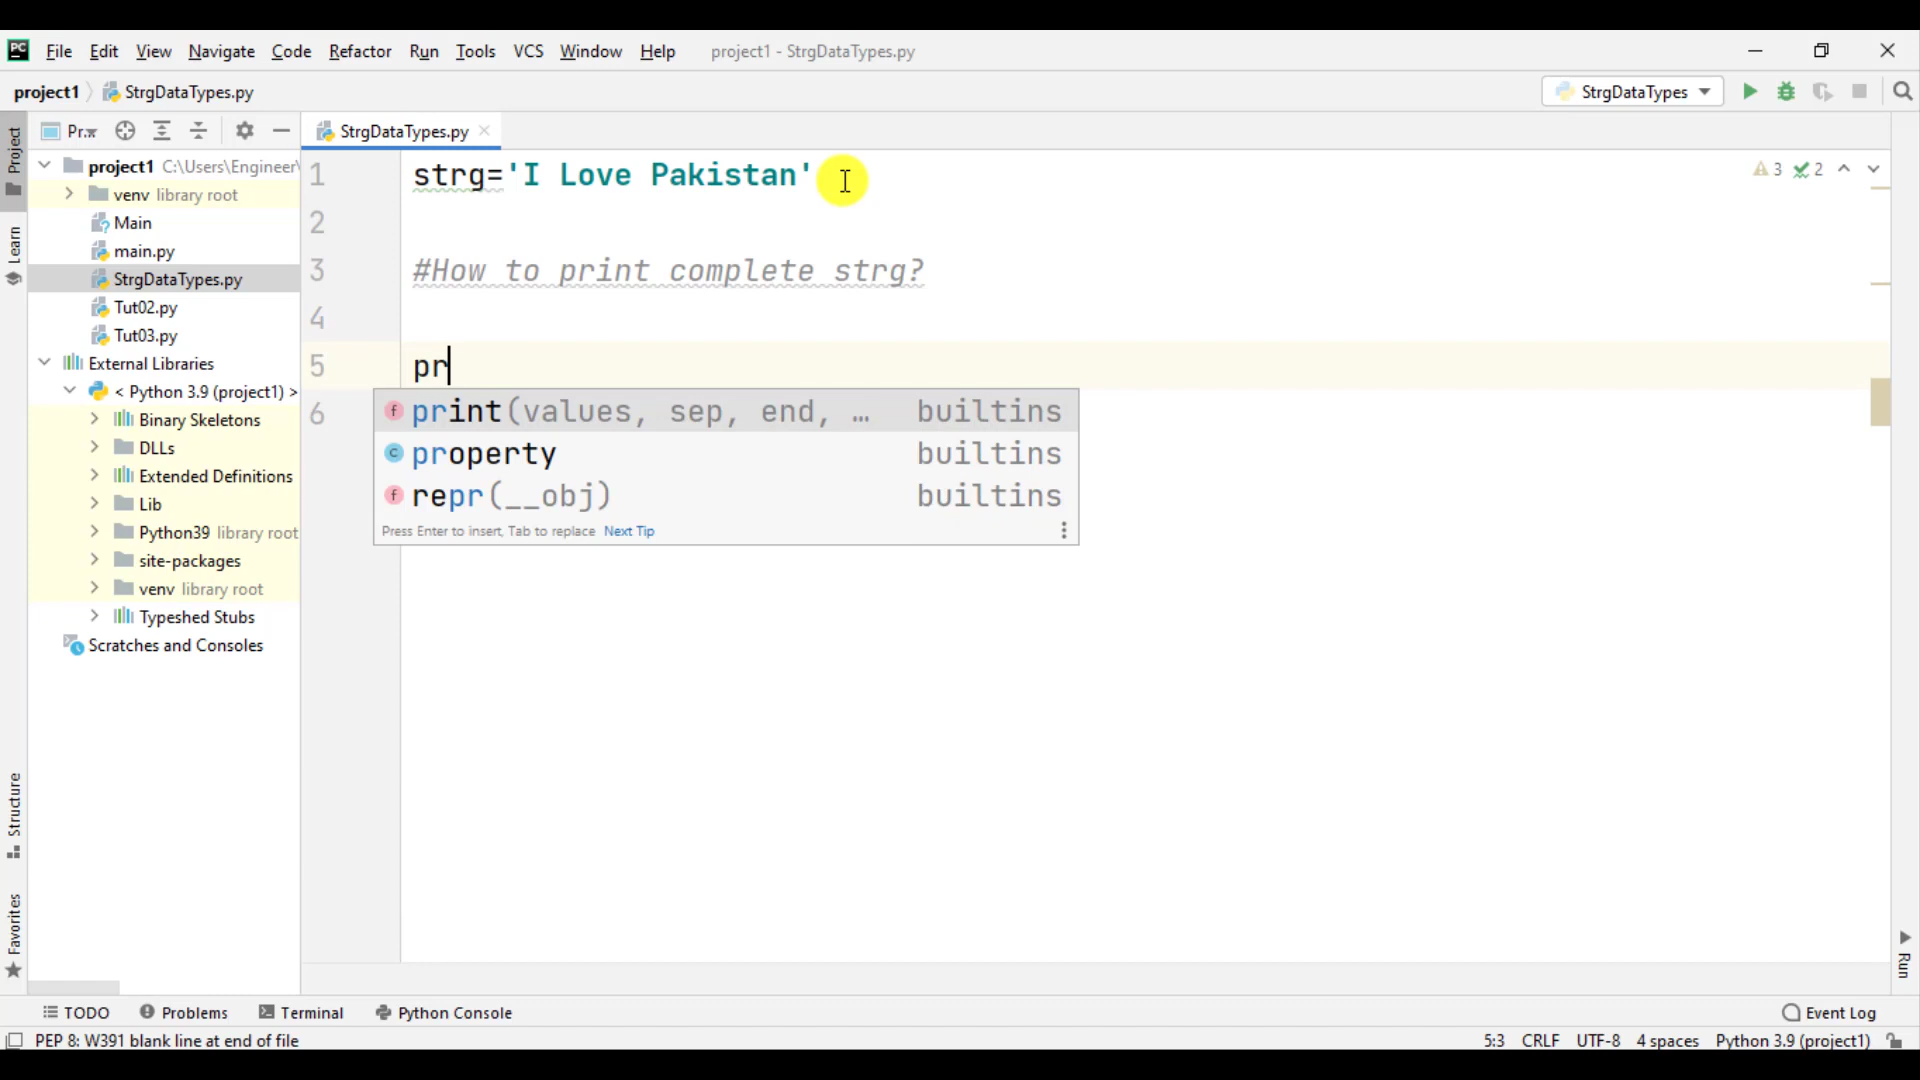 PC File Edit View Navigate Code Refactor Run Tools VCS Window Help project1 - StrgDataTypes.py
project1 StrgDataTypes.py StrgDataTypes
Project
Learn
Structure
Favorites
Pr...
project1 C:\Users\Engineer\
venv library root
Main
main.py
StrgDataTypes.py
Tut02.py
Tut03.py
External Libraries
< Python 3.9 (project1) >
Binary Skeletons
DLLs
Extended Definitions
Lib
Python39 library root
site-packages
venv library root
Typeshed Stubs
Scratches and Consoles
StrgDataTypes.py
1 strg='I Love Pakistan'
3 2
2
3 #How to print complete strg?
4
5 pr
6
print(values, sep, end, … builtins
property builtins
repr(__obj) builtins
Press Enter to insert, Tab to replace Next Tip
Run
TODO Problems Terminal Python Console Event Log
PEP 8: W391 blank line at end of file 5:3 CRLF UTF-8 4 spaces Python 3.9 (project1)